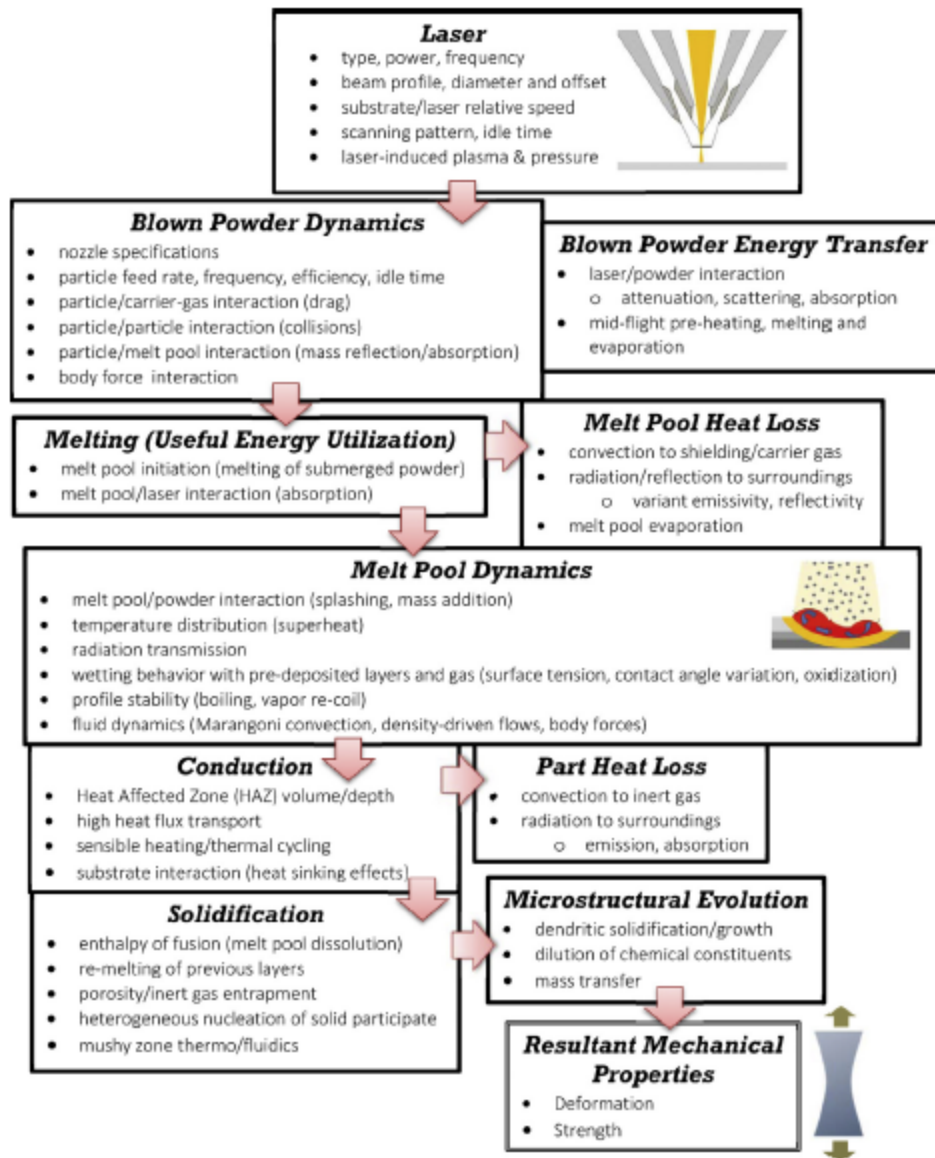 Laser
• type, power, frequency
• beam profile, diameter and offset
• substrate/laser relative speed
• scanning pattern, idle time
• laser-induced plasma & pressure
Blown Powder Dynamics
• nozzle specifications
• particle feed rate, frequency, efficiency, idle time
• particle/carrier-gas interaction (drag)
• particle/particle interaction (collisions)
• particle/melt pool interaction (mass reflection/absorption)
• body force interaction
Blown Powder Energy Transfer
• laser/powder interaction
o attenuation, scattering, absorption
• mid-flight pre-heating, melting and
evaporation
Melting (Useful Energy Utilization)
• melt pool initiation (melting of submerged powder)
• melt pool/laser interaction (absorption)
Melt Pool Heat Loss
• convection to shielding/carrier gas
• radiation/reflection to surroundings
o variant emissivity, reflectivity
• melt pool evaporation
Melt Pool Dynamics
• melt pool/powder interaction (splashing, mass addition)
• temperature distribution (superheat)
• radiation transmission
• wetting behavior with pre-deposited layers and gas (surface tension, contact angle variation, oxidization)
• profile stability (boiling, vapor re-coil)
• fluid dynamics (Marangoni convection, density-driven flows, body forces)
Conduction
• Heat Affected Zone (HAZ) volume/depth
• high heat flux transport
• sensible heating/thermal cycling
• substrate interaction (heat sinking effects)
Part Heat Loss
• convection to inert gas
• radiation to surroundings
o emission, absorption
Solidification
• enthalpy of fusion (melt pool dissolution)
• re-melting of previous layers
• porosity/inert gas entrapment
• heterogeneous nucleation of solid participate
• mushy zone thermo/fluidics
Microstructural Evolution
• dendritic solidification/growth
• dilution of chemical constituents
• mass transfer
Resultant Mechanical
Properties
• Deformation
• Strength